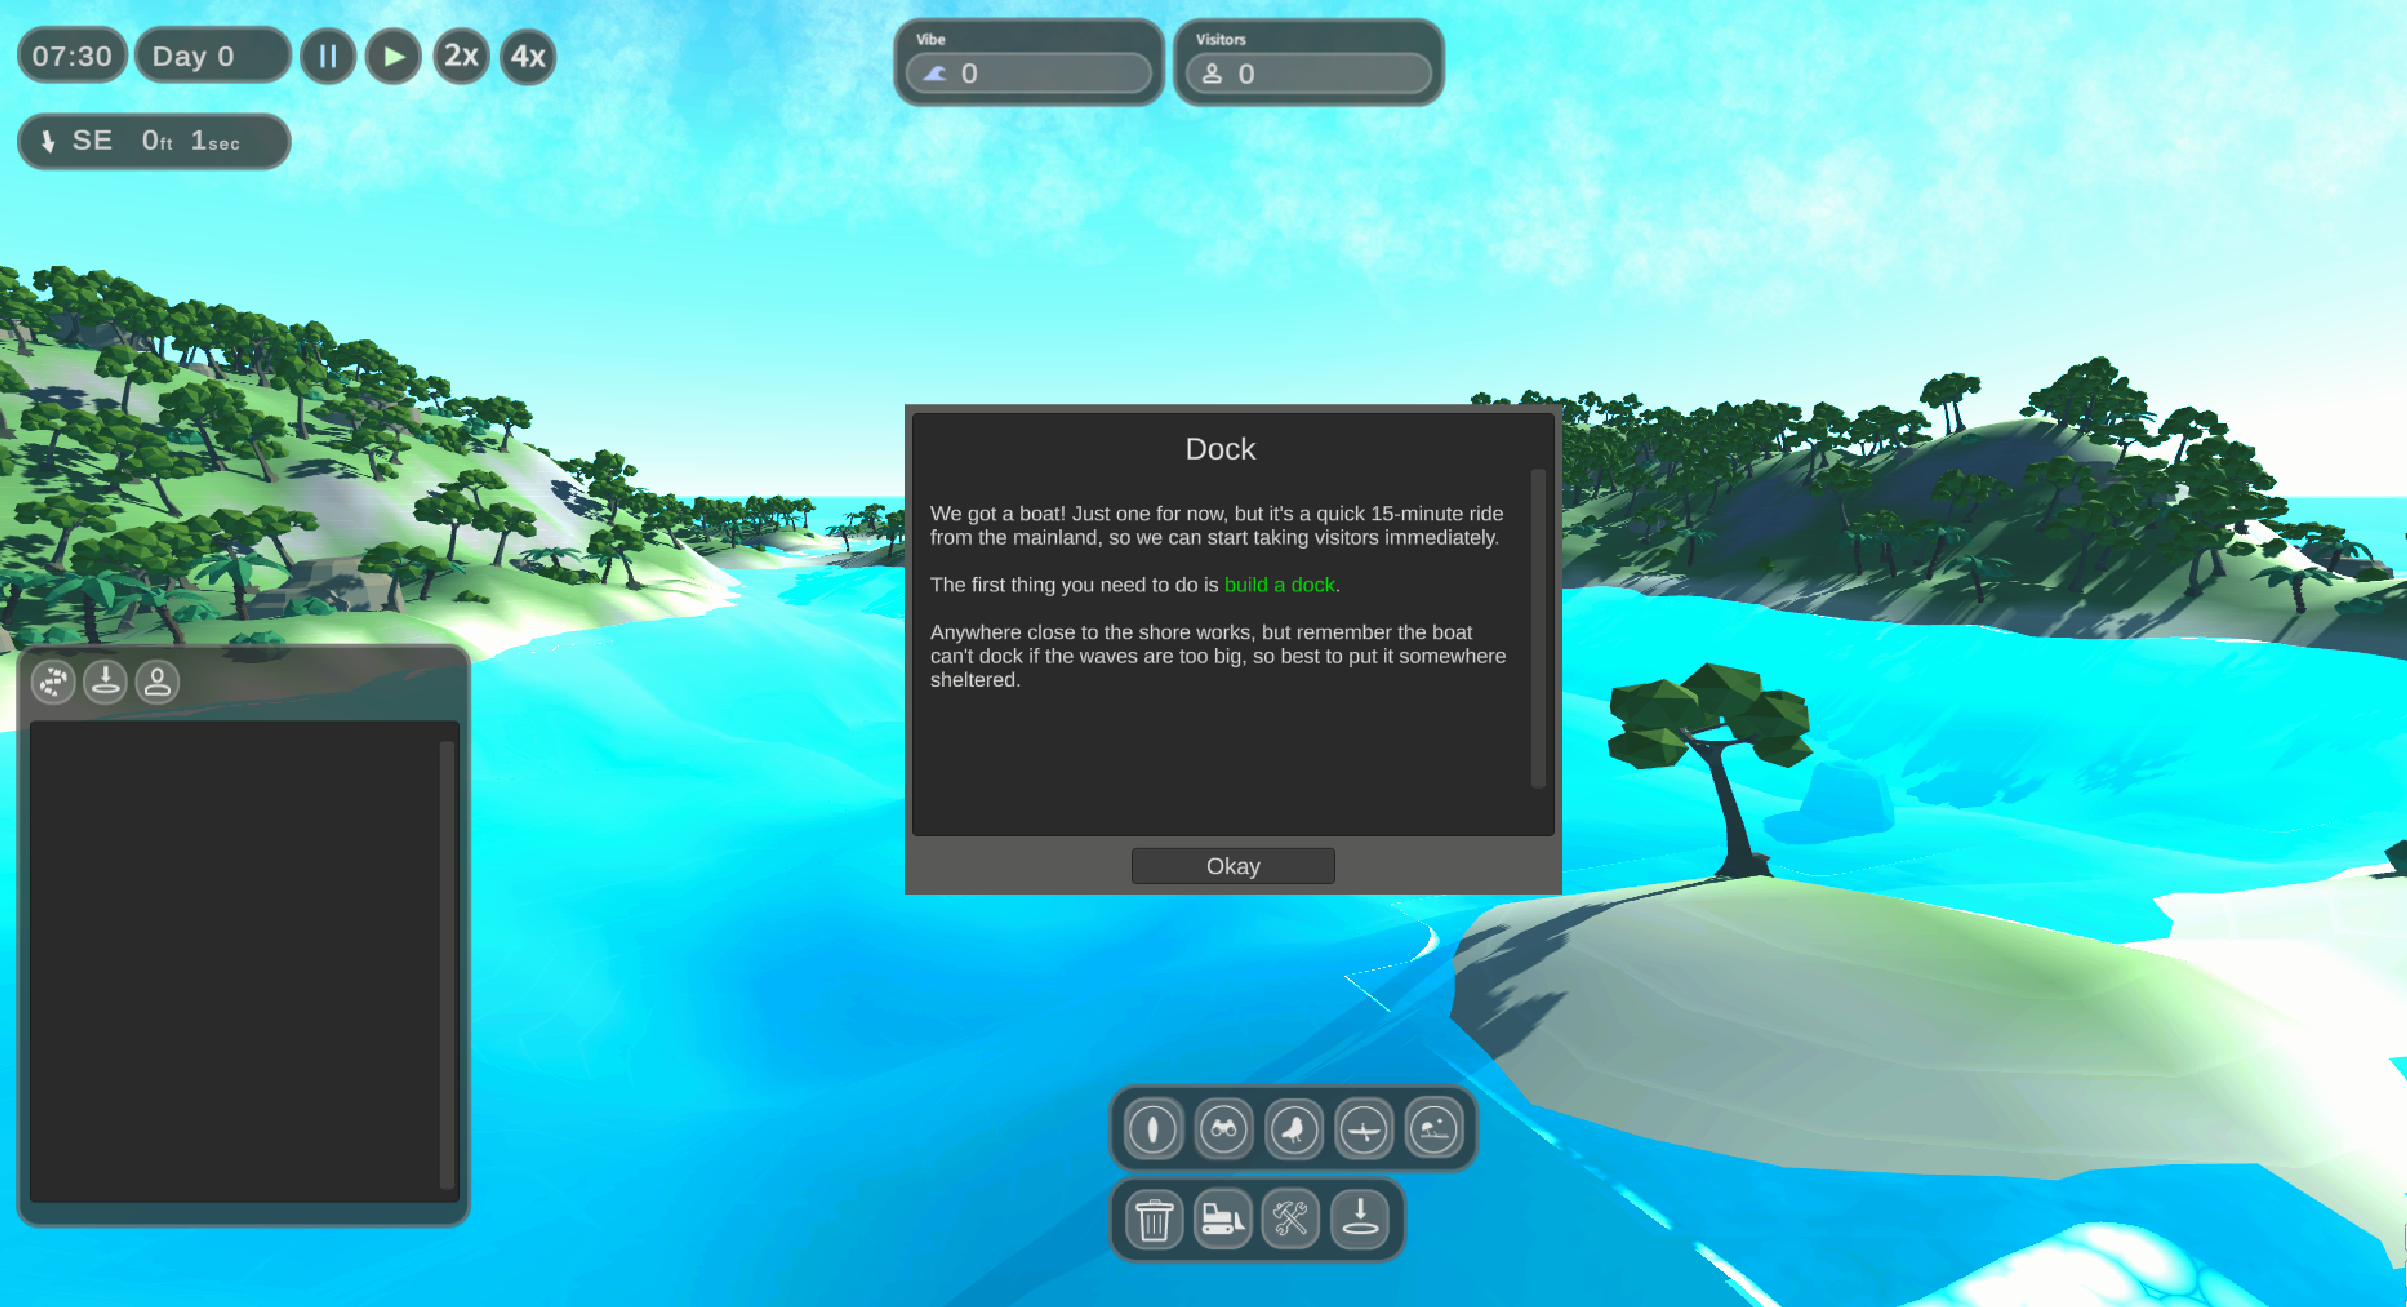 07:30 Day 0 2x 4x
Vibe
0
Visitors
0
SE 0ft 1sec
Dock
We got a boat! Just one for now, but it's a quick 15-minute ride
from the mainland, so we can start taking visitors immediately.
The first thing you need to do is build a dock.
Anywhere close to the shore works, but remember the boat
can't dock if the waves are too big, so best to put it somewhere
sheltered.
Okay